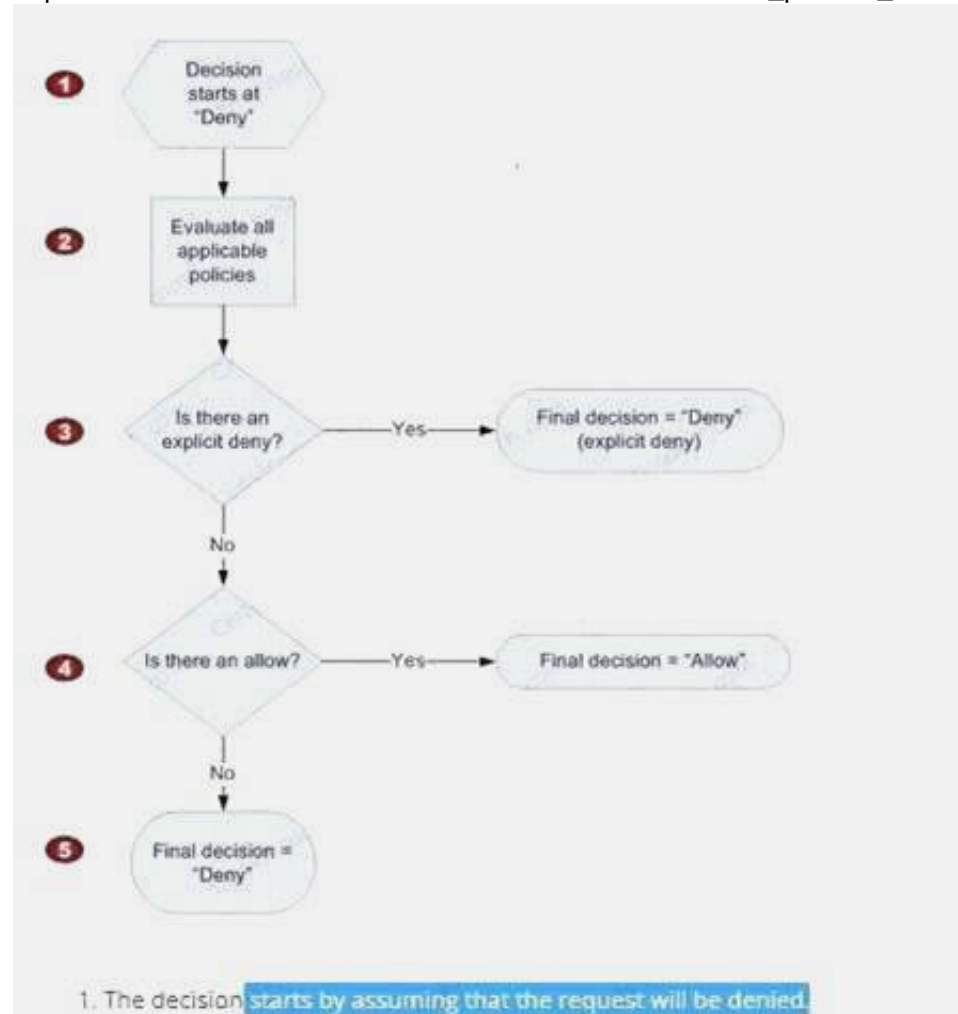 1
Decision
starts at
"Deny"
2
Evaluate all
applicable
policies
3
Is there an
explicit deny?
Yes
Final decision = "Deny"
(explicit deny)
No
4
Is there an allow?
Yes
Final decision = "Allow"
No
5
Final decision =
"Deny"
1. The decision starts by assuming that the request will be denied.